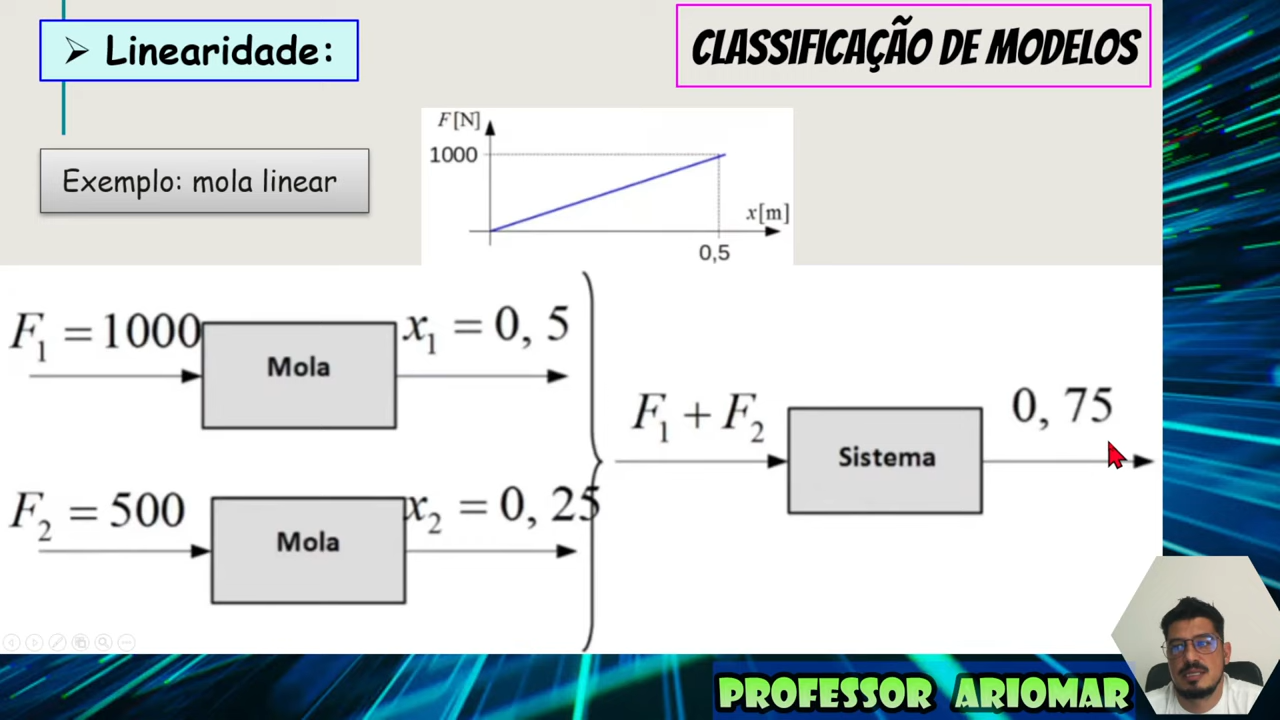 ➢ Linearidade:
CLASSIFICAÇÃO DE MODELOS
Exemplo: mola linear
F[N]
1000
x[m]
0,5
F₁ = 1000
Mola
x₁ = 0, 5
F₂ = 500
Mola
x₂ = 0, 25
F₁ + F₂
Sistema
0, 75
PROFESSOR ARIOMAR